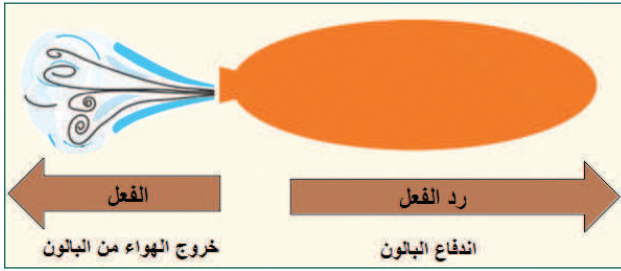 رد الفعل
الفعل
اندفاع البالون
خروج الهواء من البالون